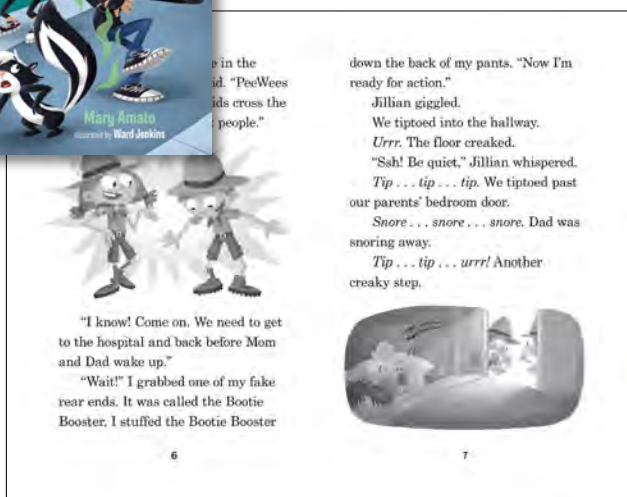 Mary Amato
illustrated by Ward Jenkins
e in the
id. “PeeWees
ids cross the
people.”
“I know! Come on. We need to get
to the hospital and back before Mom
and Dad wake up.”
“Wait!” I grabbed one of my fake
rear ends. It was called the Bootie
Booster. I stuffed the Bootie Booster
6
down the back of my pants. “Now I’m
ready for action.”
Jillian giggled.
We tiptoed into the hallway.
Urrr. The floor creaked.
“Ssh! Be quiet,” Jillian whispered.
Tip . . . tip . . . tip. We tiptoed past
our parents’ bedroom door.
Snore . . . snore . . . snore. Dad was
snoring away.
Tip . . . tip . . . urrr! Another
creaky step.
7